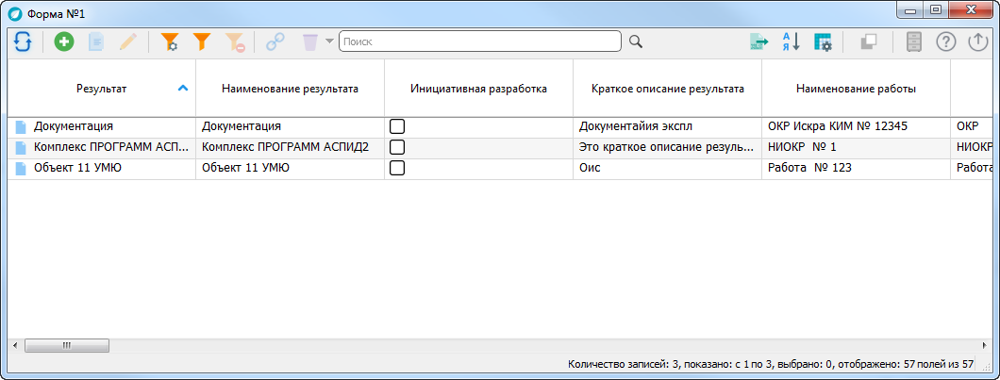 Форма №1
Поиск
Результат Наименование результата Инициативная разработка Краткое описание результата Наименование работы
Документация Документация Документайия экспл ОКР Искра КИМ № 12345 ОКР
Комплекс ПРОГРАММ АСП... Комплекс ПРОГРАММ АСПИД2 Это краткое описание резуль... НИОКР № 1 НИОКР
Объект 11 УМЮ Объект 11 УМЮ Оис Работа № 123 Работа
Количество записей: 3, показано: с 1 по 3, выбрано: 0, отображено: 57 полей из 57